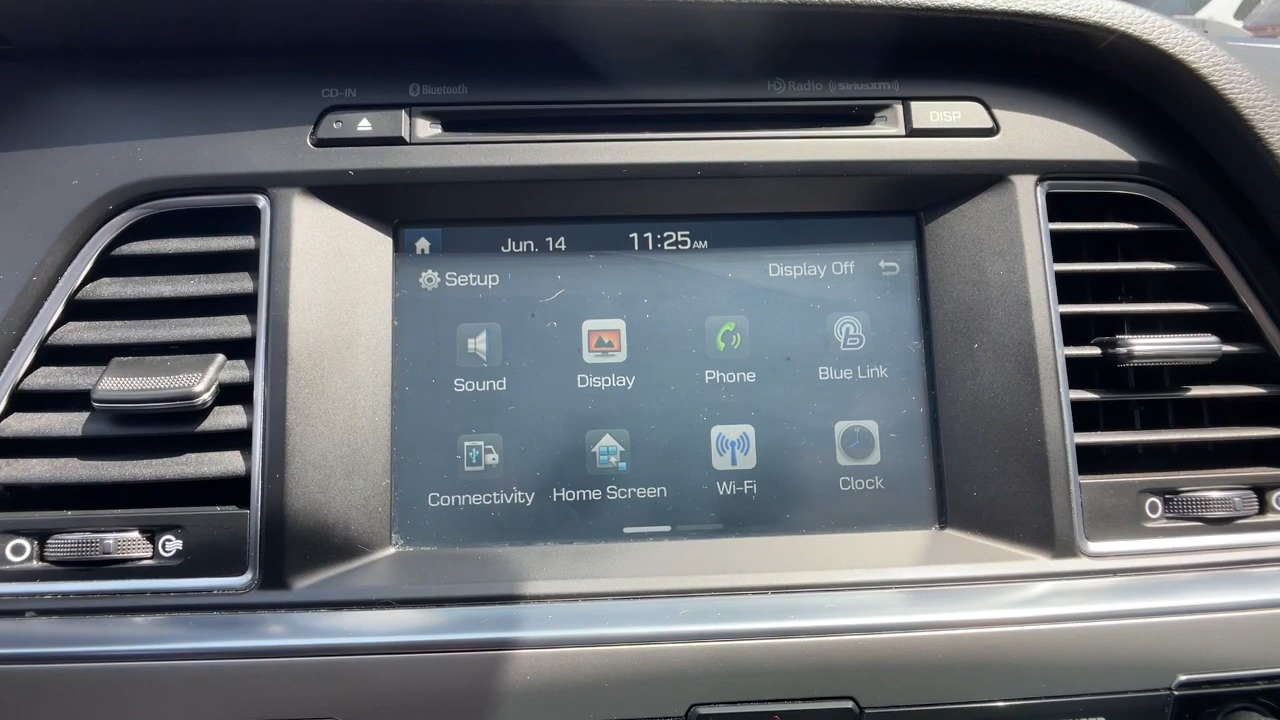 CD-IN Bluetooth HD Radio SiriusXM
DISP
Jun. 14 11:25 AM
Setup Display Off
Sound Display Phone Blue Link
Connectivity Home Screen Wi-Fi Clock